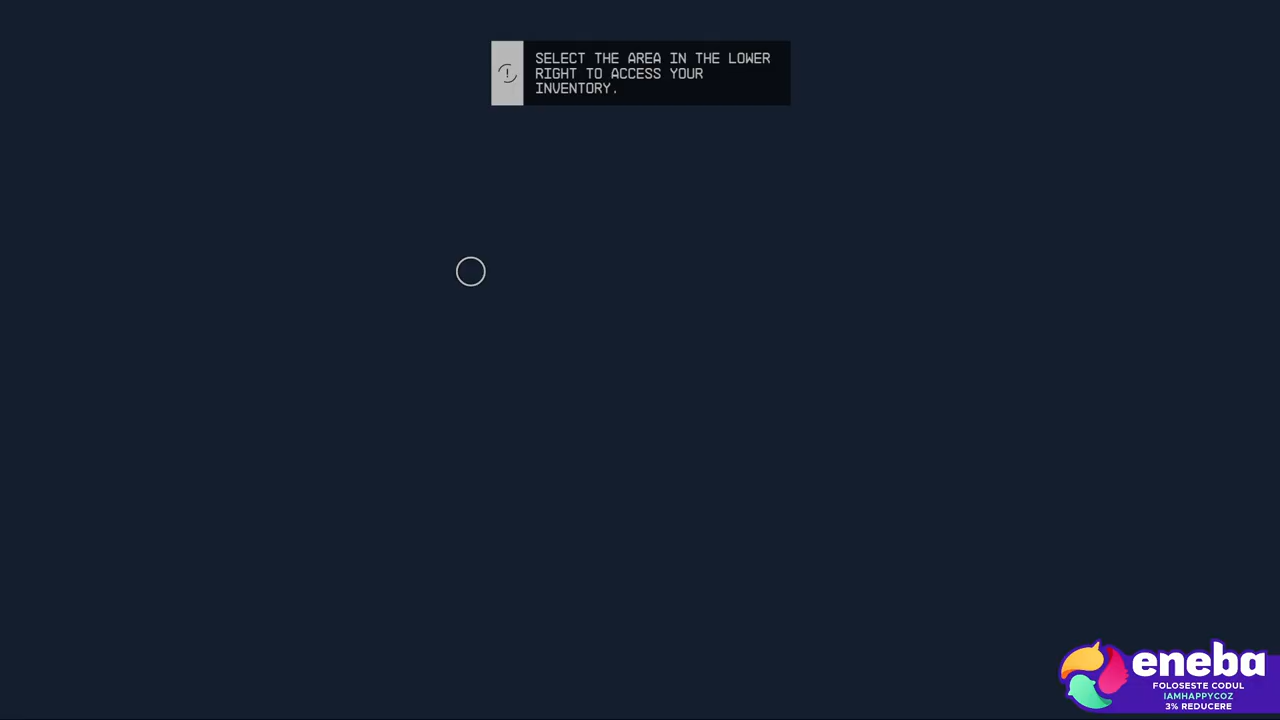 SELECT THE AREA IN THE LOWER
RIGHT TO ACCESS YOUR
INVENTORY.
eneba
FOLOSESTE CODUL
IAMHAPPYCOZ
3% REDUCERE